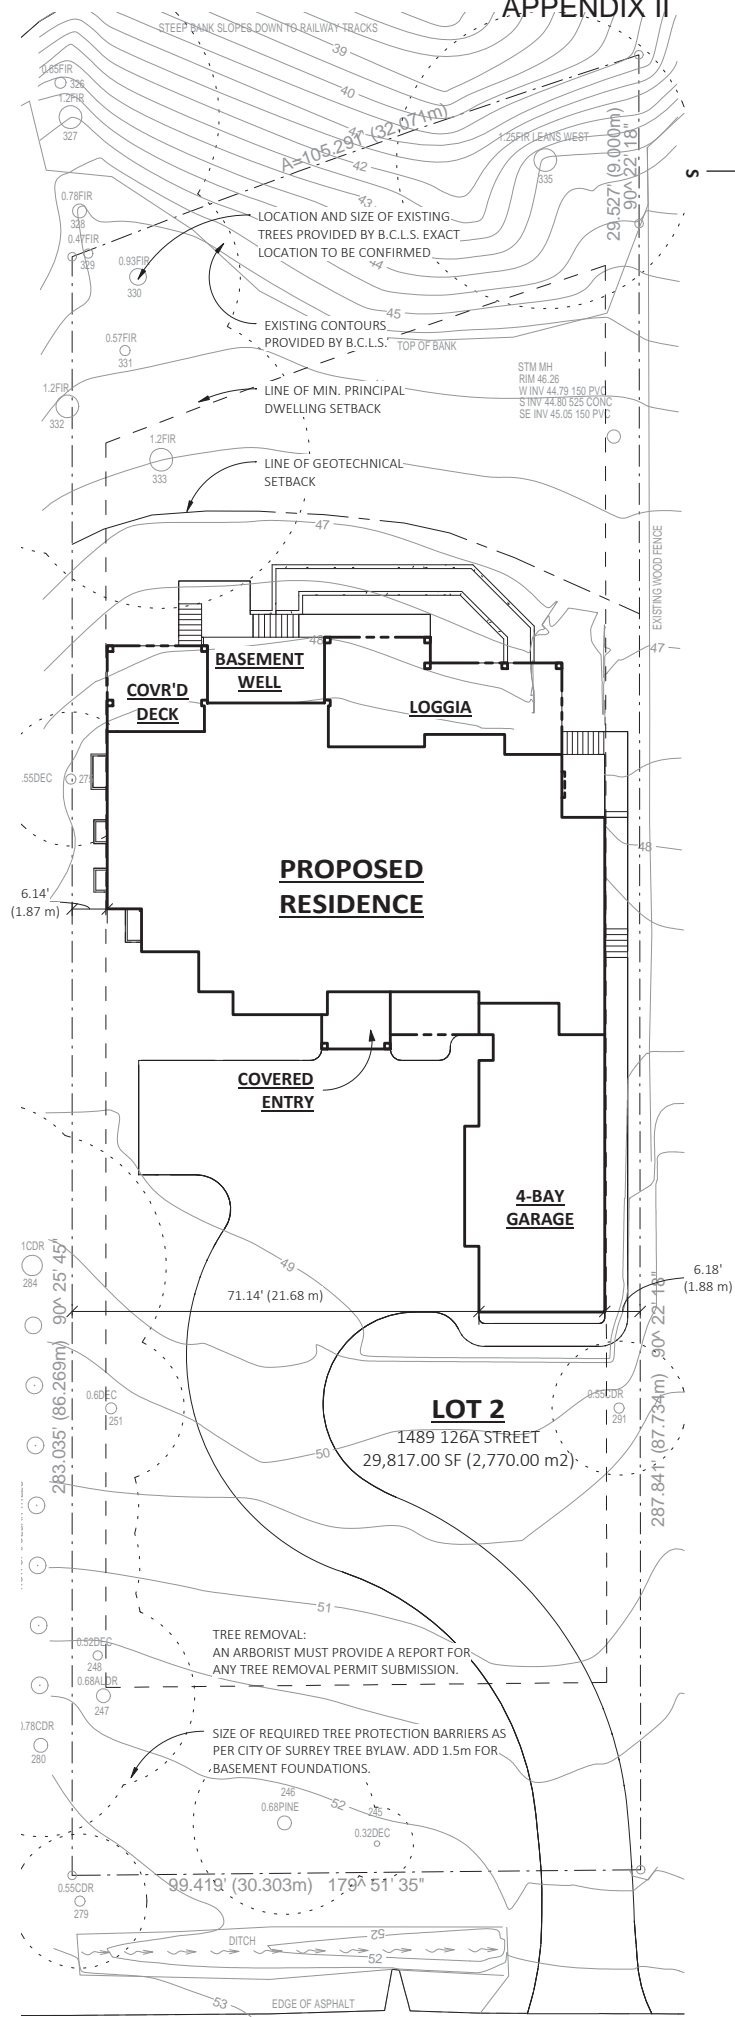 APPENDIX II
STEEP BANK SLOPES DOWN TO RAILWAY TRACKS
39
0.65FIR
326
40
1.2FIR
327
41
A=105.291' (32.071m)
42
1.25FIR LEANS WEST
335
29.527' (9.000m)
90^ 22' 18"
S
43
0.78FIR
328
LOCATION AND SIZE OF EXISTING
TREES PROVIDED BY B.C.L.S. EXACT
LOCATION TO BE CONFIRMED
0.47FIR
329
0.93FIR
330
44
45
EXISTING CONTOURS
PROVIDED BY B.C.L.S.
TOP OF BANK
0.57FIR
331
STM MH
RIM 46.26
W INV 44.79 150 PVC
S INV 44.80 525 CONC
SE INV 45.05 150 PVC
1.2FIR
332
LINE OF MIN. PRINCIPAL
DWELLING SETBACK
1.2FIR
333
LINE OF GEOTECHNICAL
SETBACK
47
EXISTING WOOD FENCE
48
47
BASEMENT
WELL
COVR'D
DECK
LOGGIA
.55DEC
275
48
PROPOSED
RESIDENCE
6.14'
(1.87 m)
COVERED
ENTRY
4-BAY
GARAGE
1CDR
284
49
6.18'
(1.88 m)
71.14' (21.68 m)
283.035' (86.269m) 90^ 25' 45"
287.841' (87.734m) 90^ 22' 18"
0.6DEC
251
0.55CDR
291
LOT 2
1489 126A STREET
29,817.00 SF (2,770.00 m2)
50
51
TREE REMOVAL:
AN ARBORIST MUST PROVIDE A REPORT FOR
ANY TREE REMOVAL PERMIT SUBMISSION.
0.52DEC
248
0.68ALDR
247
0.78CDR
280
SIZE OF REQUIRED TREE PROTECTION BARRIERS AS
PER CITY OF SURREY TREE BYLAW. ADD 1.5m FOR
BASEMENT FOUNDATIONS.
246
0.68PINE
52
245
0.32DEC
0.55CDR
279
99.419' (30.303m) 179^ 51' 35"
DITCH
52
52
53
EDGE OF ASPHALT